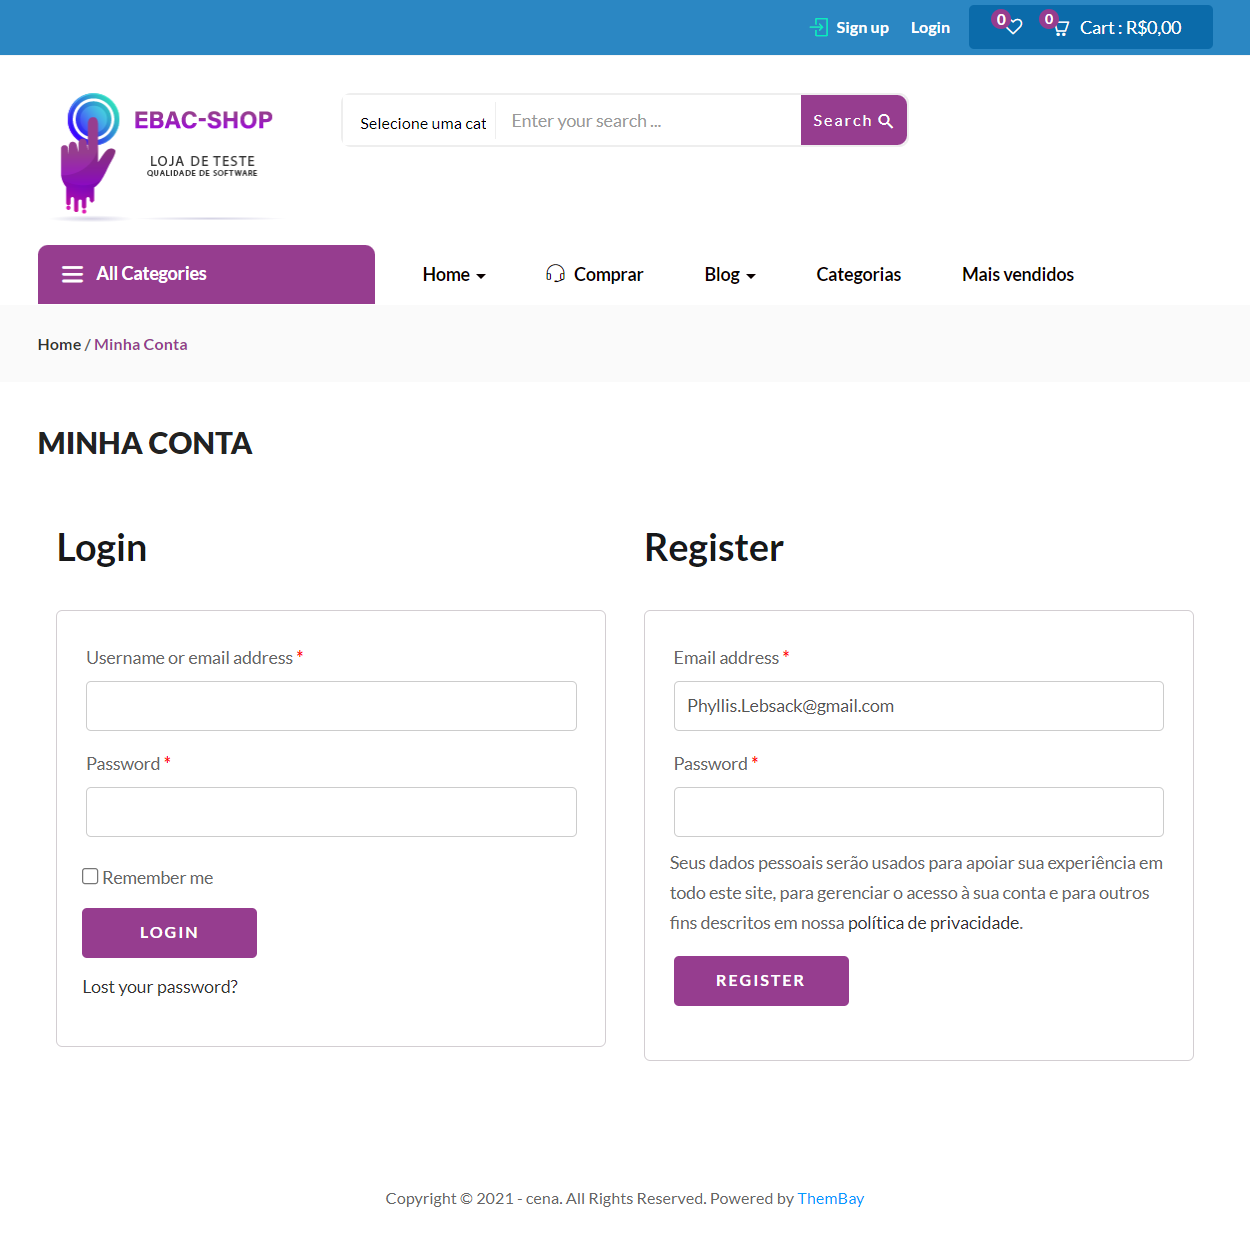 Sign up
Login
0
0
Cart : R$0,00
EBAC-SHOP
LOJA DE TESTE
QUALIDADE DE SOFTWARE
Selecione uma cat
Enter your search ...
Search
All Categories
Home
Comprar
Blog
Categorias
Mais vendidos
Home / Minha Conta
MINHA CONTA
Login
Username or email address *
Password *
Remember me
LOGIN
Lost your password?
Register
Email address *
Phyllis.Lebsack@gmail.com
Password *
Seus dados pessoais serão usados para apoiar sua experiência em
todo este site, para gerenciar o acesso à sua conta e para outros
fins descritos em nossa política de privacidade.
REGISTER
Copyright © 2021 - cena. All Rights Reserved. Powered by ThemBay